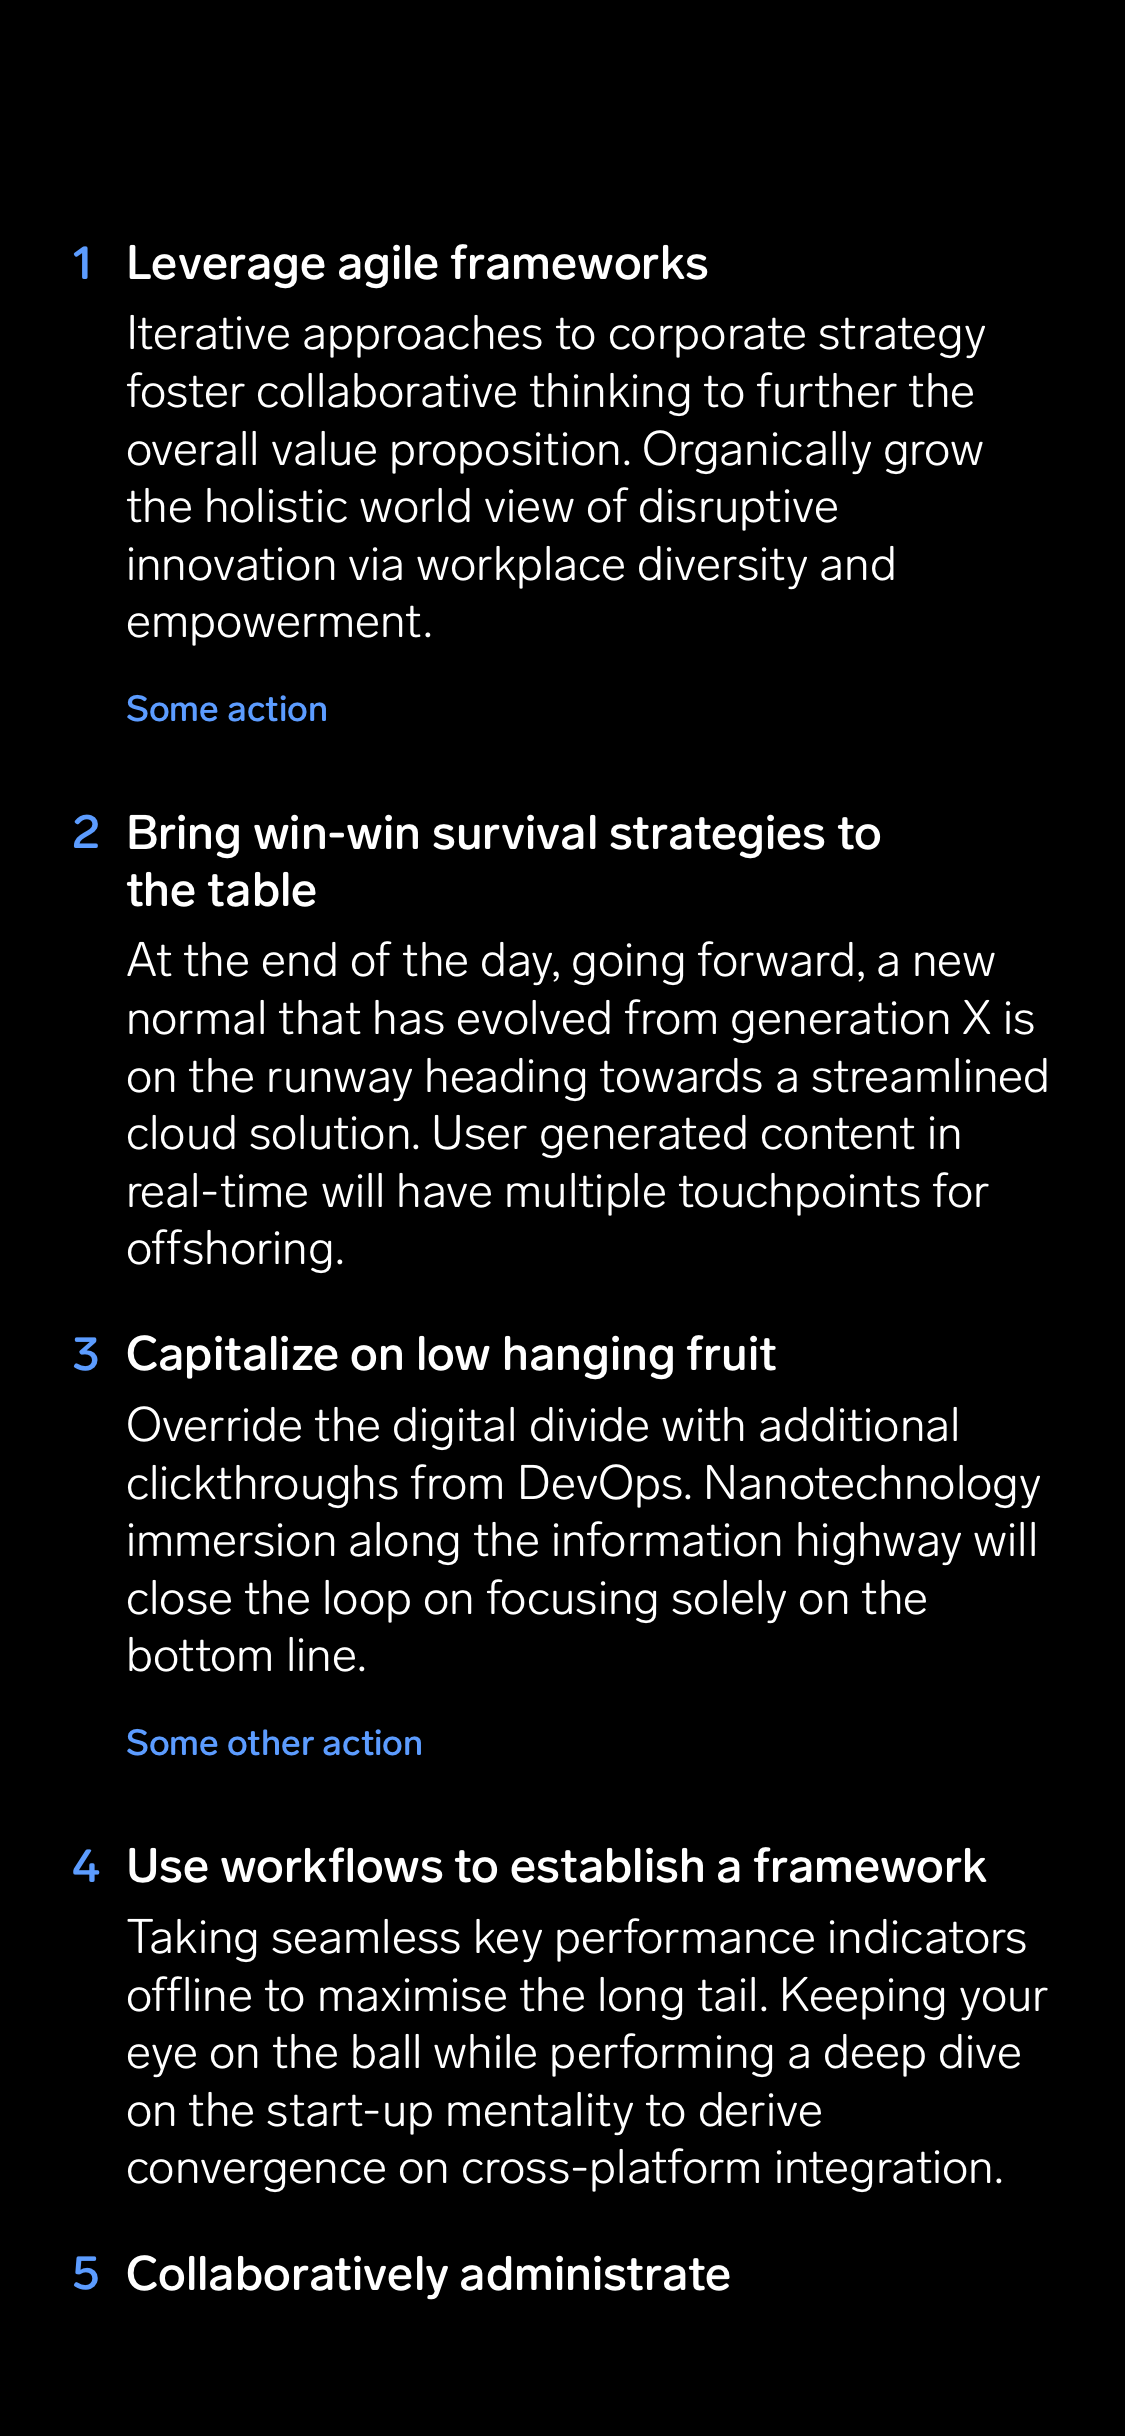 1 Leverage agile frameworks
Iterative approaches to corporate strategy
foster collaborative thinking to further the
overall value proposition. Organically grow
the holistic world view of disruptive
innovation via workplace diversity and
empowerment.
Some action
2 Bring win-win survival strategies to
the table
At the end of the day, going forward, a new
normal that has evolved from generation X is
on the runway heading towards a streamlined
cloud solution. User generated content in
real-time will have multiple touchpoints for
offshoring.
3 Capitalize on low hanging fruit
Override the digital divide with additional
clickthroughs from DevOps. Nanotechnology
immersion along the information highway will
close the loop on focusing solely on the
bottom line.
Some other action
4 Use workflows to establish a framework
Taking seamless key performance indicators
offline to maximise the long tail. Keeping your
eye on the ball while performing a deep dive
on the start-up mentality to derive
convergence on cross-platform integration.
5 Collaboratively administrate